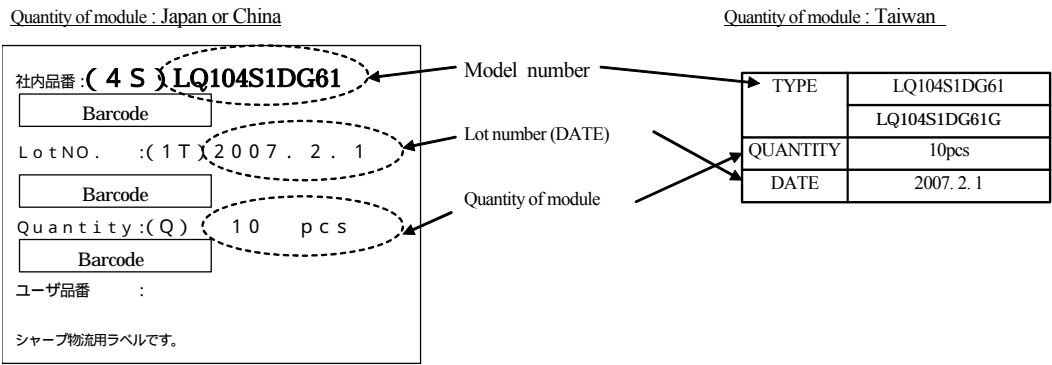 Quantity of module : Japan or China
Quantity of module : Taiwan
社内品番 :(４Ｓ) LQ104S1DG61
Barcode
ＬｏｔＮＯ．　:(１Ｔ)２００７．２．１
Barcode
Ｑｕａｎｔｉｔｙ:(Ｑ)　１０　ｐｃｓ
Barcode
ユーザ品番　:
シャープ物流用ラベルです。
Model number
Lot number (DATE)
Quantity of module
TYPE LQ104S1DG61
LQ104S1DG61G
QUANTITY 10pcs
DATE 2007. 2. 1